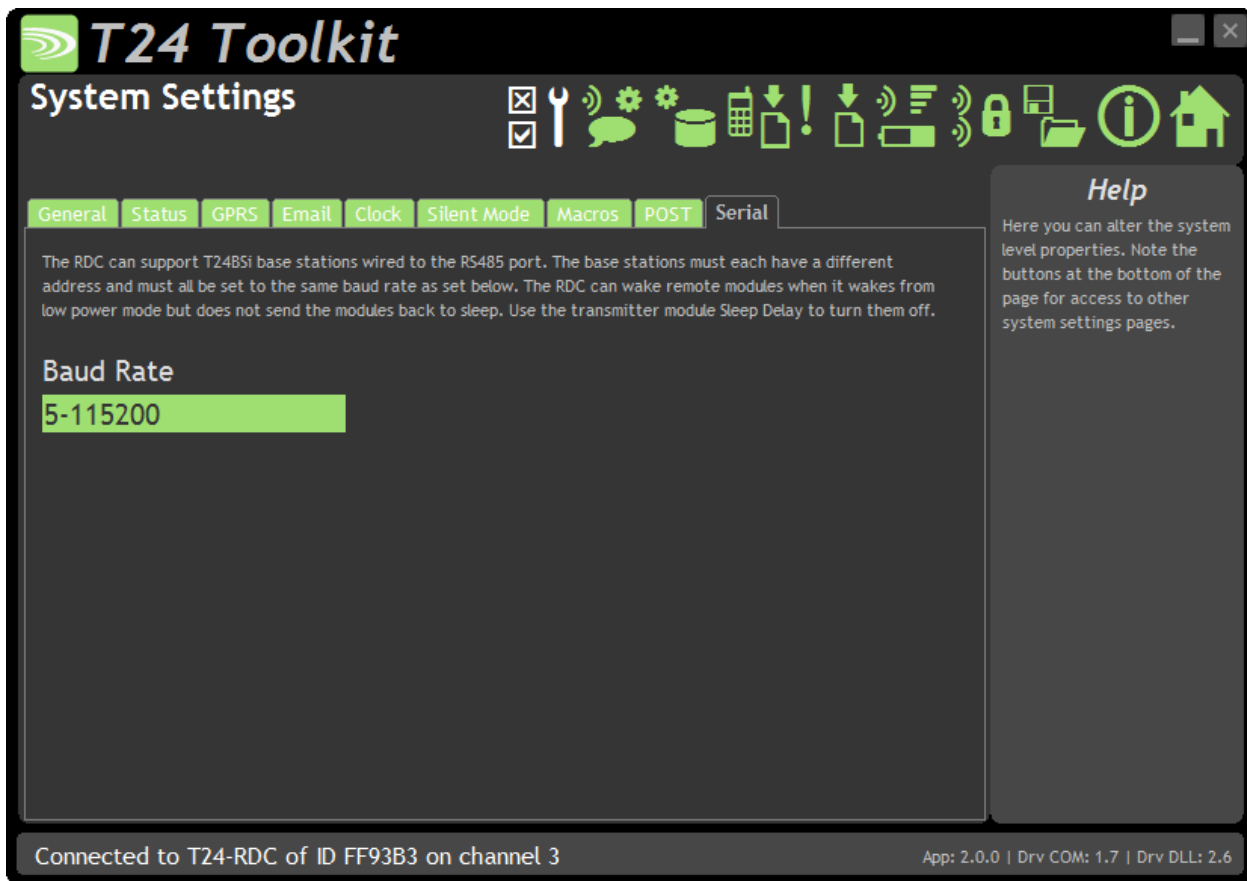 T24 Toolkit
System Settings
General Status GPRS Email Clock Silent Mode Macros POST Serial
The RDC can support T24BSi base stations wired to the RS485 port. The base stations must each have a different
address and must all be set to the same baud rate as set below. The RDC can wake remote modules when it wakes from
low power mode but does not send the modules back to sleep. Use the transmitter module Sleep Delay to turn them off.
Baud Rate
5-115200
Help
Here you can alter the system
level properties. Note the
buttons at the bottom of the
page for access to other
system settings pages.
Connected to T24-RDC of ID FF93B3 on channel 3
App: 2.0.0 | Drv COM: 1.7 | Drv DLL: 2.6